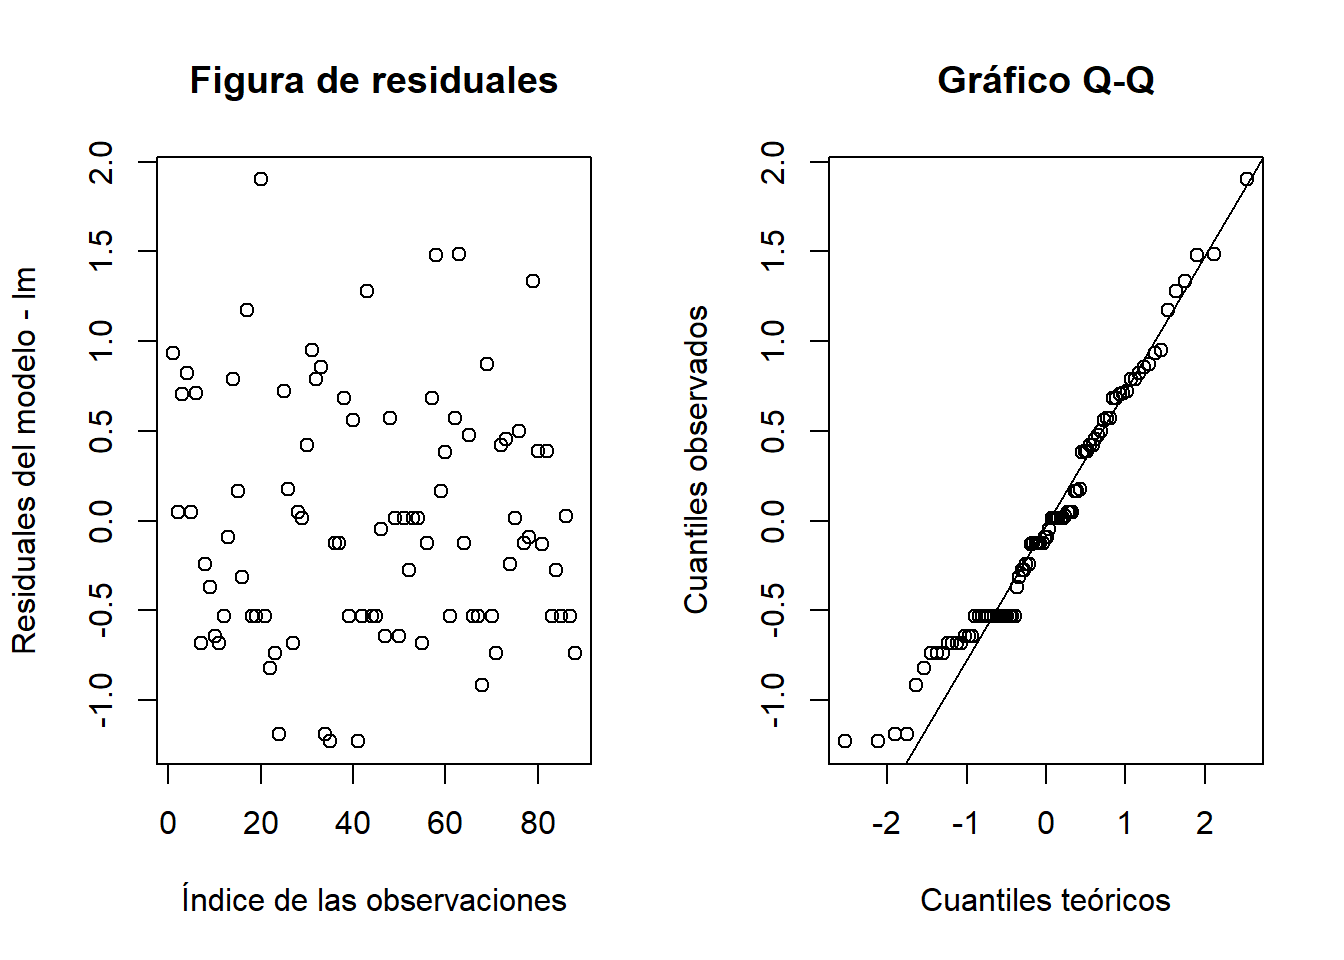 Figura de residuales
Residuales del modelo - lm
2.0
1.5
1.0
0.5
0.0
-0.5
-1.0
0 20 40 60 80
Índice de las observaciones
Gráfico Q-Q
Cuantiles observados
2.0
1.5
1.0
0.5
0.0
-0.5
-1.0
-2 -1 0 1 2
Cuantiles teóricos